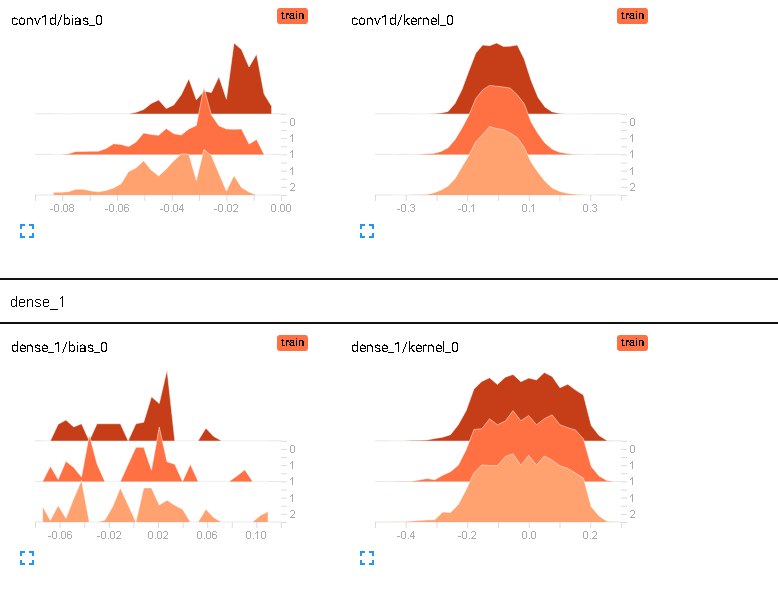 conv1d/bias_0 train
conv1d/kernel_0 train
0
1
1
1
2
-0.08 -0.06 -0.04 -0.02 0.00
0
1
1
1
2
-0.3 -0.1 0.1 0.3
dense_1
dense_1/bias_0 train
dense_1/kernel_0 train
0
1
1
1
2
-0.06 -0.02 0.02 0.06 0.10
0
1
1
1
2
-0.4 -0.2 0.0 0.2